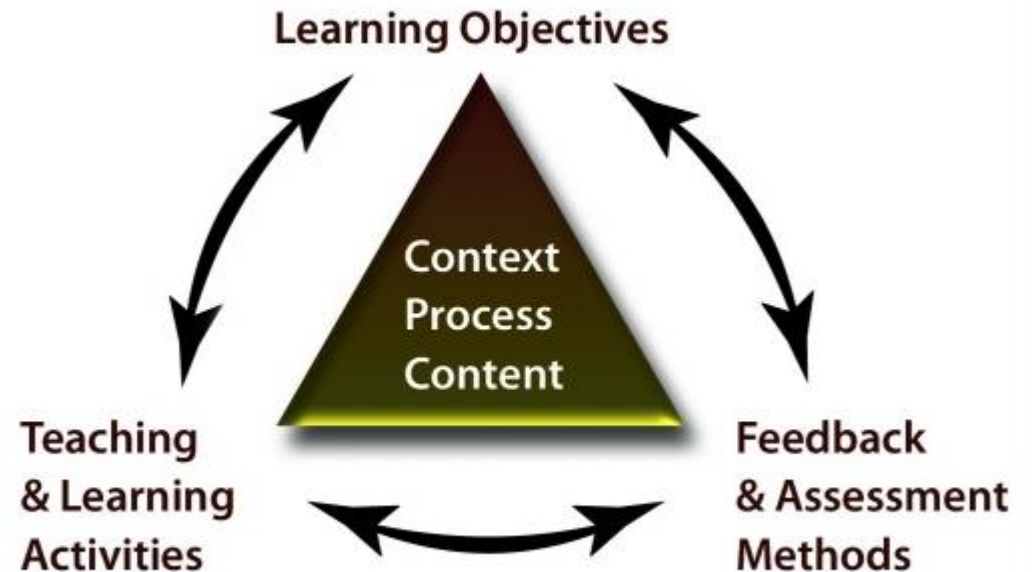 Learning Objectives
Context
Process
Content
Teaching
& Learning
Activities
Feedback
& Assessment
Methods